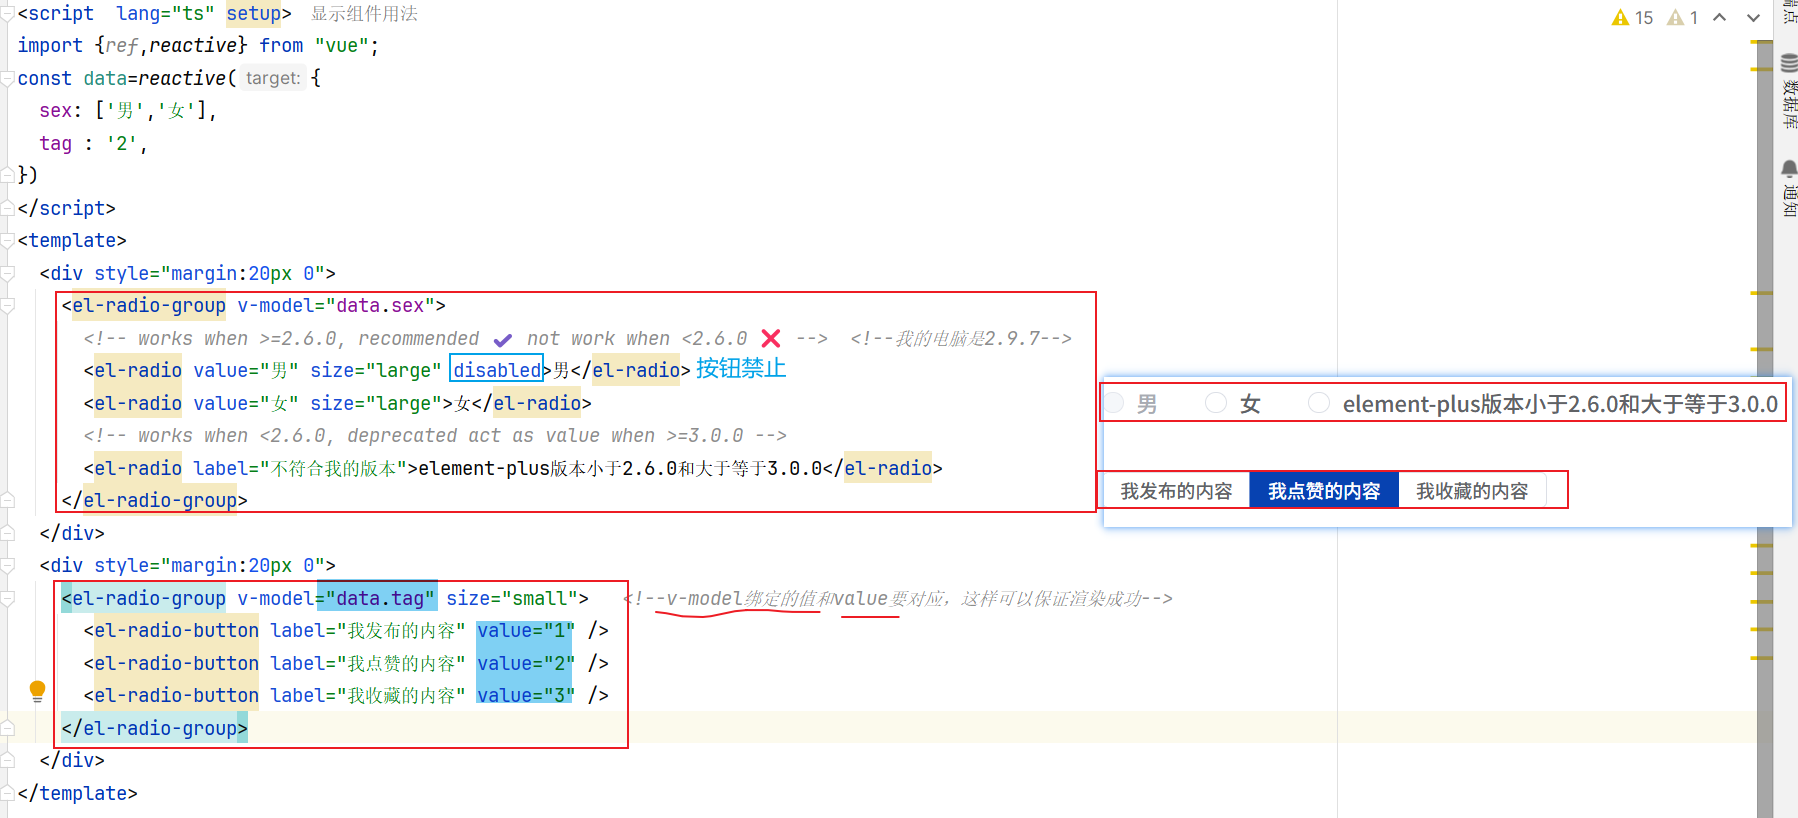 <script  lang="ts" setup>  显示组件用法
import {ref,reactive} from "vue";
const data=reactive( target: {
  sex: ['男','女'],
  tag : '2',
})
</script>
<template>
  <div style="margin:20px 0">
    <el-radio-group v-model="data.sex">
      <!-- works when >=2.6.0, recommended ✔ not work when <2.6.0 ❌ -->  <!--我的电脑是2.9.7-->
      <el-radio value="男" size="large" disabled>男</el-radio> 按钮禁止
      <el-radio value="女" size="large">女</el-radio>
      <!-- works when <2.6.0, deprecated act as value when >=3.0.0 -->
      <el-radio label="不符合我的版本">element-plus版本小于2.6.0和大于等于3.0.0</el-radio>
    </el-radio-group>
  </div>
  <div style="margin:20px 0">
    <el-radio-group v-model="data.tag" size="small">   <!--v-model绑定的值和value要对应，这样可以保证渲染成功-->
      <el-radio-button label="我发布的内容" value="1" />
      <el-radio-button label="我点赞的内容" value="2" />
      <el-radio-button label="我收藏的内容" value="3" />
    </el-radio-group>
  </div>
</template>
男 女 element-plus版本小于2.6.0和大于等于3.0.0
我发布的内容 我点赞的内容 我收藏的内容
15 1
数据库
通知